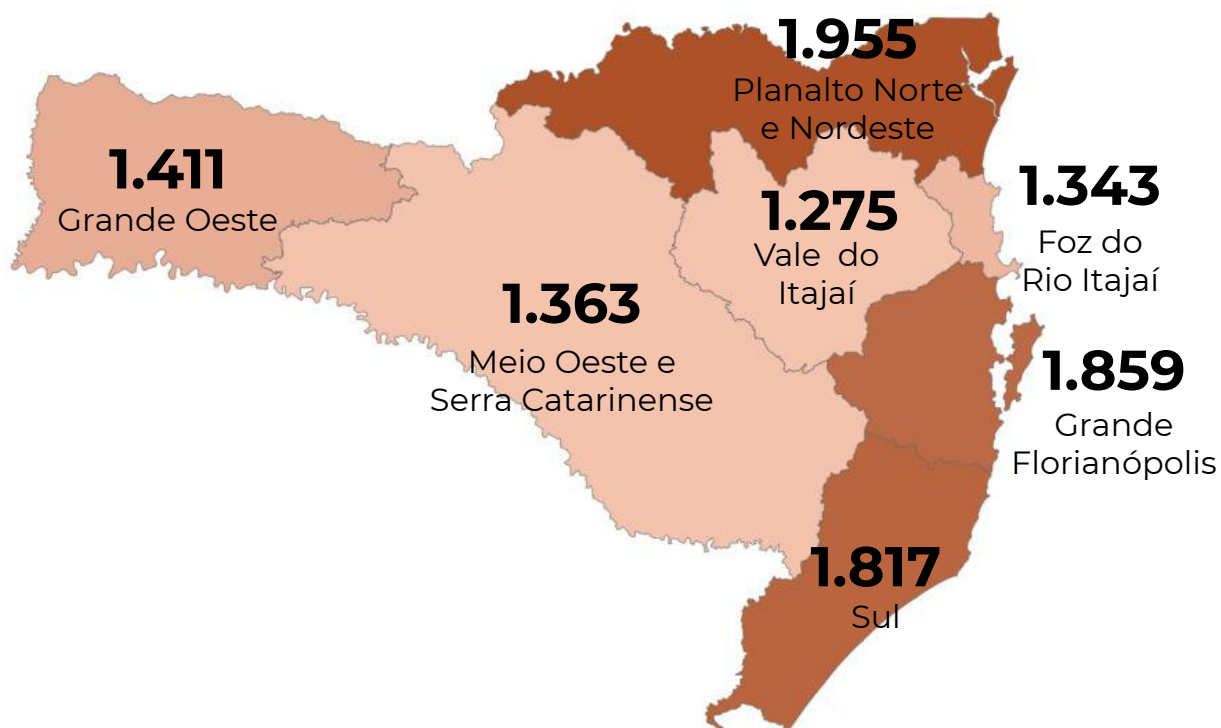 1.955
Planalto Norte
e Nordeste
1.411
Grande Oeste
1.275
Vale do
Itajaí
1.343
Foz do
Rio Itajaí
1.363
Meio Oeste e
Serra Catarinense
1.859
Grande
Florianópolis
1.817
Sul